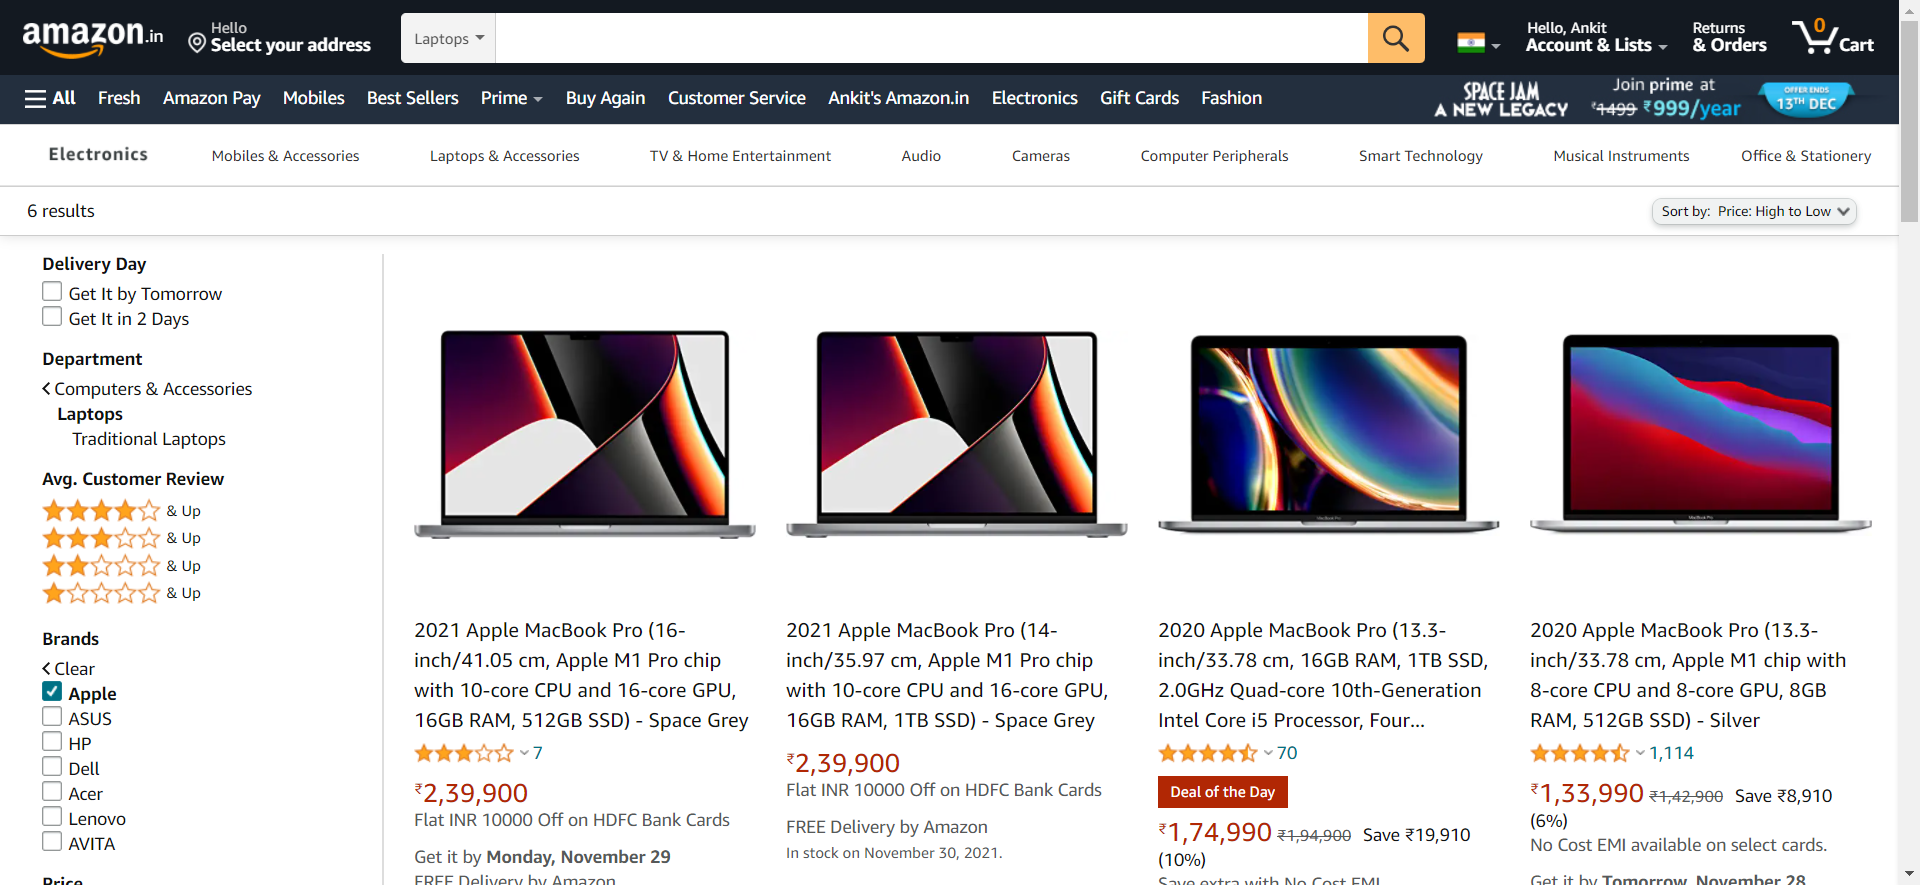 amazon.in
Hello
Select your address
Laptops
Hello, Ankit
Account & Lists
Returns
& Orders
0
Cart
All
Fresh
Amazon Pay
Mobiles
Best Sellers
Prime
Buy Again
Customer Service
Ankit's Amazon.in
Electronics
Gift Cards
Fashion
SPACE JAM
A NEW LEGACY
Join prime at
₹1499 ₹999/year
OFFER ENDS
13TH DEC
Electronics
Mobiles & Accessories
Laptops & Accessories
TV & Home Entertainment
Audio
Cameras
Computer Peripherals
Smart Technology
Musical Instruments
Office & Stationery
6 results
Sort by: Price: High to Low
Delivery Day
Get It by Tomorrow
Get It in 2 Days
Department
Computers & Accessories
Laptops
Traditional Laptops
Avg. Customer Review
& Up
& Up
& Up
& Up
Brands
Clear
Apple
ASUS
HP
Dell
Acer
Lenovo
AVITA
Price
2021 Apple MacBook Pro (16-
inch/41.05 cm, Apple M1 Pro chip
with 10-core CPU and 16-core GPU,
16GB RAM, 512GB SSD) - Space Grey
7
₹2,39,900
Flat INR 10000 Off on HDFC Bank Cards
Get it by Monday, November 29
FREE Delivery by Amazon
2021 Apple MacBook Pro (14-
inch/35.97 cm, Apple M1 Pro chip
with 10-core CPU and 16-core GPU,
16GB RAM, 1TB SSD) - Space Grey
₹2,39,900
Flat INR 10000 Off on HDFC Bank Cards
FREE Delivery by Amazon
In stock on November 30, 2021.
2020 Apple MacBook Pro (13.3-
inch/33.78 cm, 16GB RAM, 1TB SSD,
2.0GHz Quad-core 10th-Generation
Intel Core i5 Processor, Four...
70
Deal of the Day
₹1,74,990 ₹1,94,900 Save ₹19,910
(10%)
Save extra with No Cost EMI
2020 Apple MacBook Pro (13.3-
inch/33.78 cm, Apple M1 chip with
8-core CPU and 8-core GPU, 8GB
RAM, 512GB SSD) - Silver
1,114
₹1,33,990 ₹1,42,900 Save ₹8,910
(6%)
No Cost EMI available on select cards.
Get it by Tomorrow, November 28